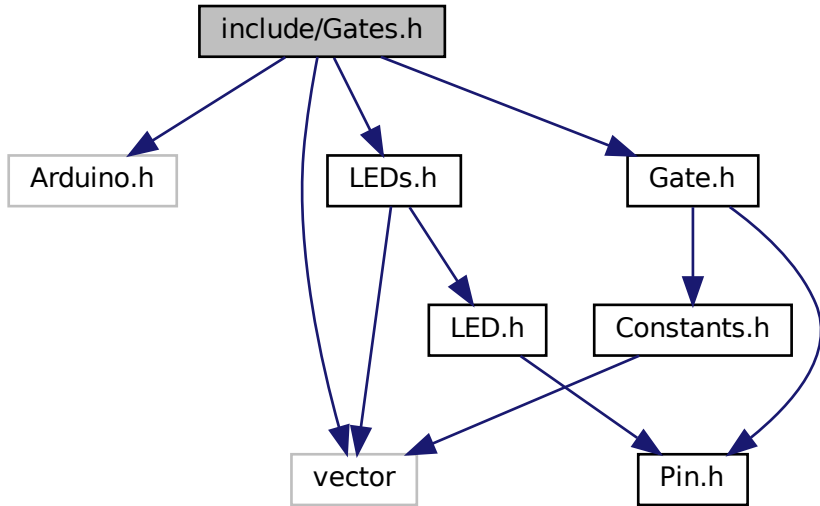 include/Gates.h
Arduino.h
LEDs.h
Gate.h
LED.h
Constants.h
vector
Pin.h